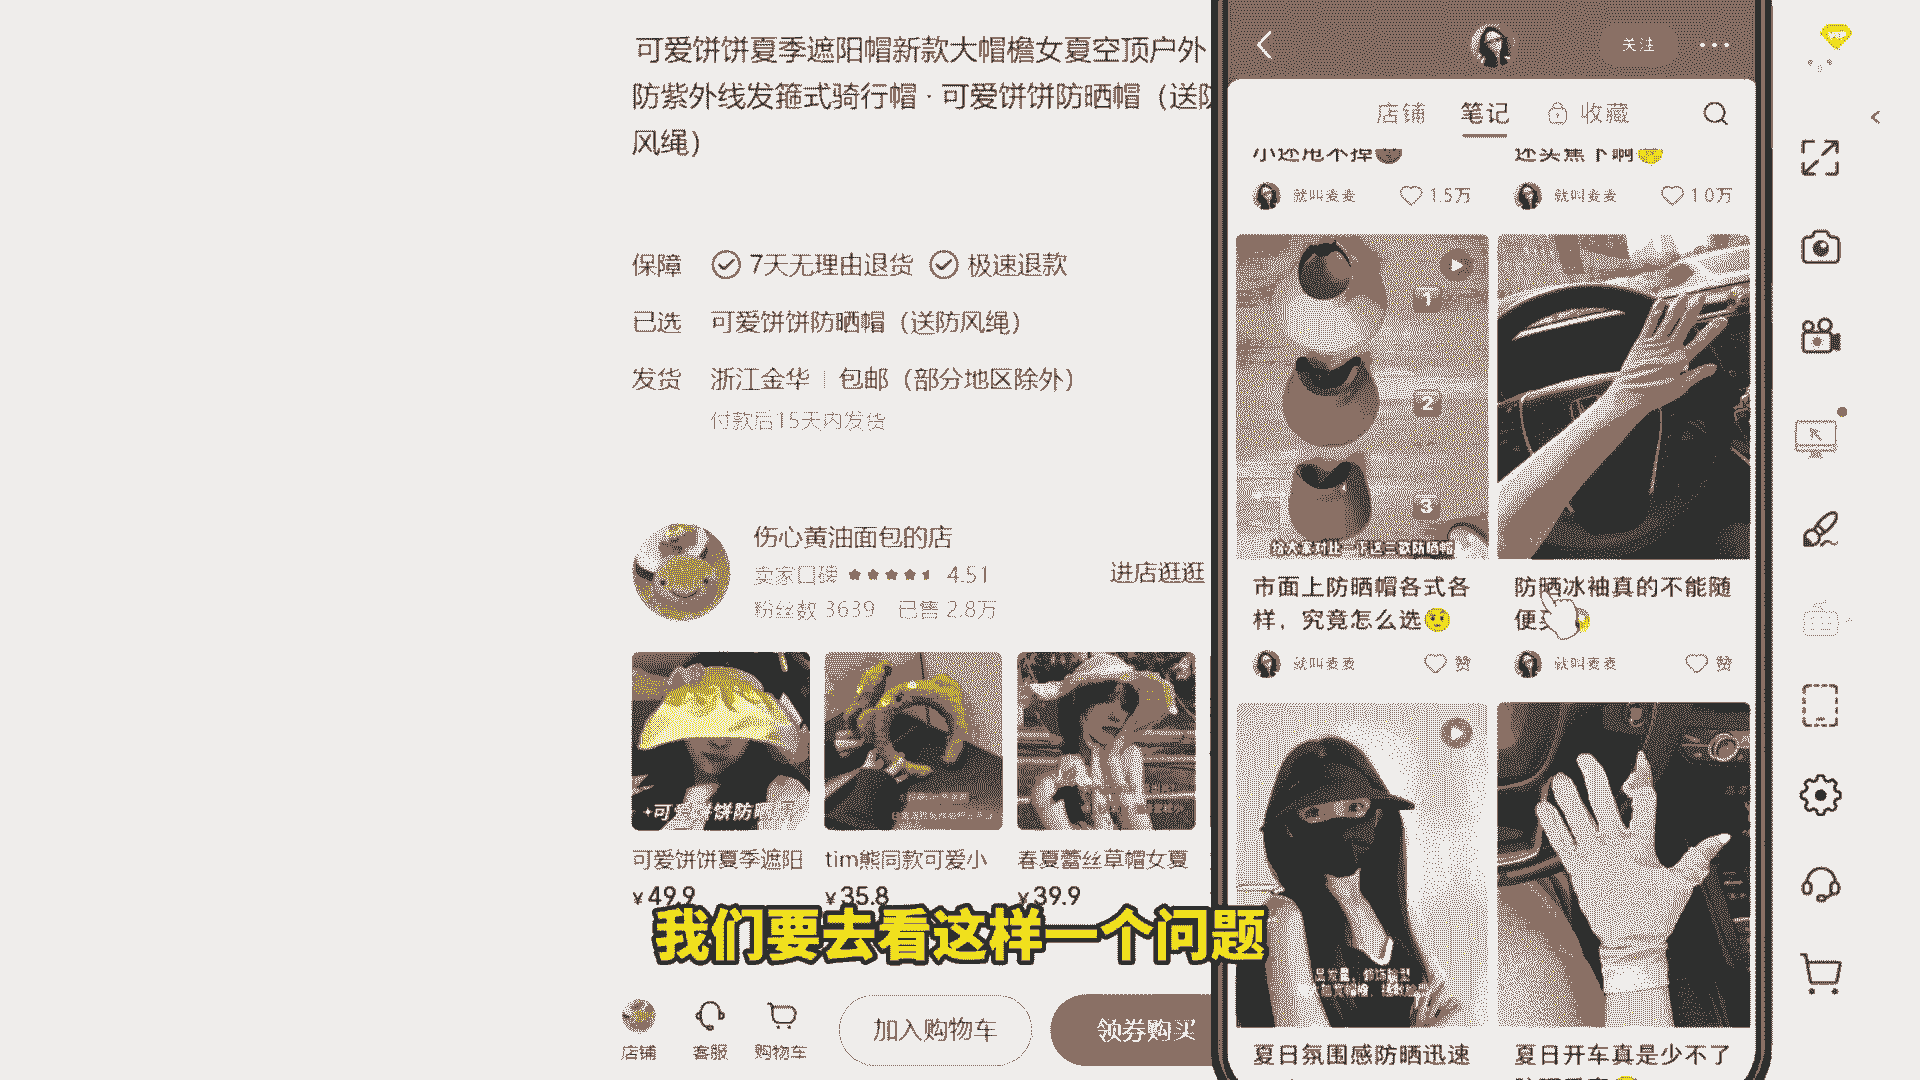 可爱饼饼夏季遮阳帽新款大帽檐女夏空顶户外
防紫外线发箍式骑行帽 · 可爱饼饼防晒帽（送防
风绳）
保障 7天无理由退货 极速退款
已选 可爱饼饼防晒帽（送防风绳）
发货 浙江金华 | 包邮（部分地区除外）
付款后15天内发货
伤心黄油面包的店
卖家口碑 4.51
进店逛逛
粉丝数 3639 已售 2.8万
+可爱饼饼防晒帽
可爱饼饼夏季遮阳
¥49.9
tim熊同款可爱小
¥35.8
春夏蕾丝草帽女夏
¥39.9
我们要去看这样一个问题
店铺
客服
购物车
加入购物车
领券购买
关注
店铺 笔记 收藏
就叫麦麦 1.5万
就叫麦麦 10万
1
2
3
给大家对比一下这三款防晒帽
市面上防晒帽各式各
样，究竟怎么选
就叫麦麦 赞
防晒冰袖真的不能随
便
就叫麦麦 赞
夏日氛围感防晒迅速
夏日开车真是少不了